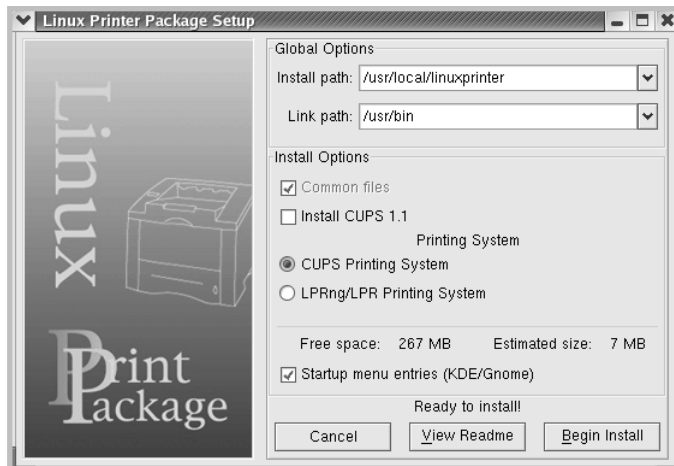 Linux Printer Package Setup
Linux
Print
Package
Global Options
Install path: /usr/local/linuxprinter
Link path: /usr/bin
Install Options
Common files
Install CUPS 1.1
Printing System
CUPS Printing System
LPRng/LPR Printing System
Free space: 267 MB Estimated size: 7 MB
Startup menu entries (KDE/Gnome)
Ready to install!
Cancel View Readme Begin Install